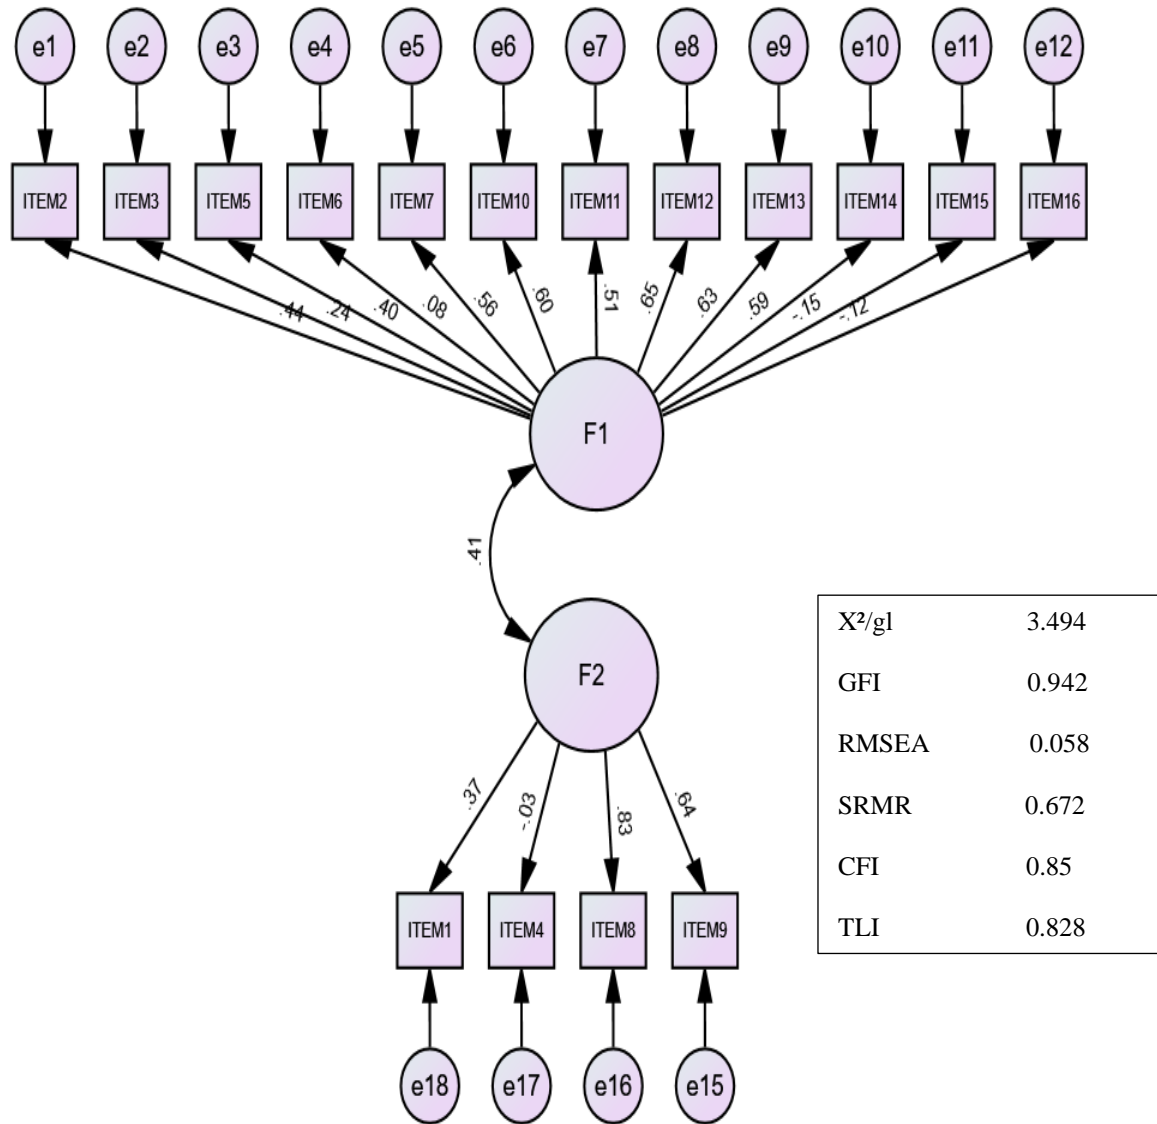 e1 e2 e3 e4 e5 e6 e7 e8 e9 e10 e11 e12
ITEM2 ITEM3 ITEM5 ITEM6 ITEM7 ITEM10 ITEM11 ITEM12 ITEM13 ITEM14 ITEM15 ITEM16
.44 .24 .40 .08 .56 .60 .51 .65 .63 .59 -.15 -.12
F1
.41
F2
.37 -.03 .83 .64
ITEM1 ITEM4 ITEM8 ITEM9
e18 e17 e16 e15
X²/gl 3.494
GFI 0.942
RMSEA 0.058
SRMR 0.672
CFI 0.85
TLI 0.828